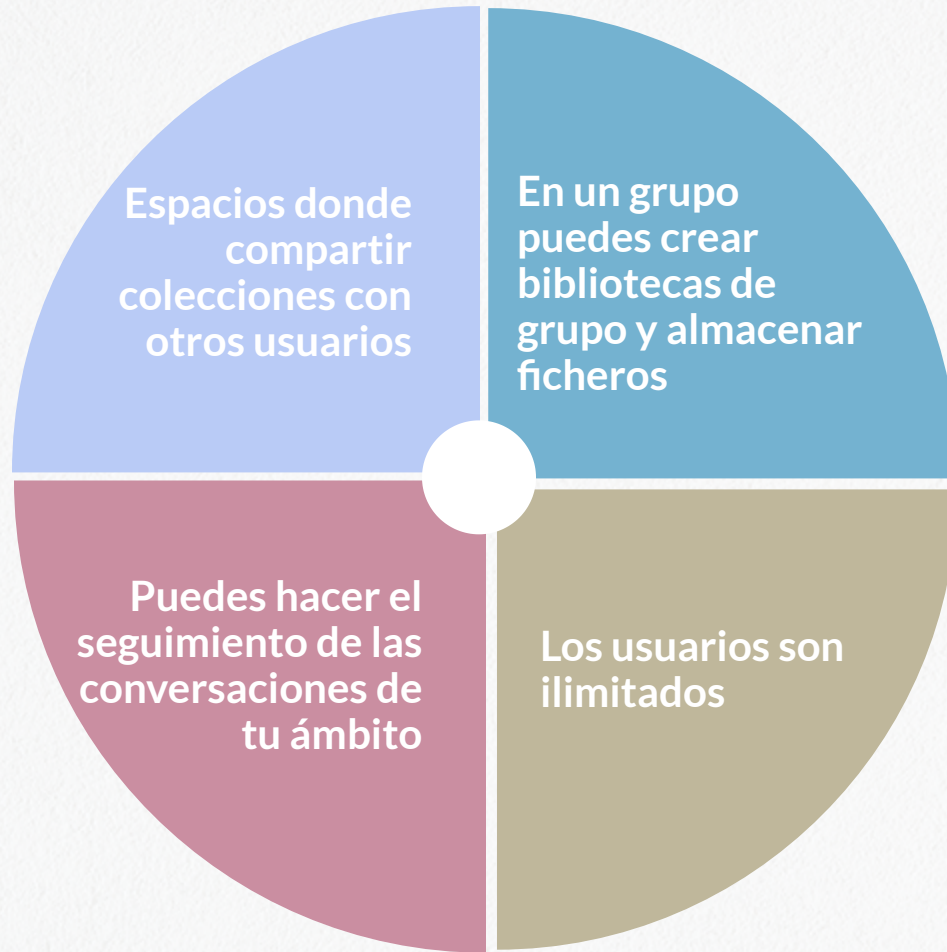 Espacios donde
compartir
colecciones con
otros usuarios
En un grupo
puedes crear
bibliotecas de
grupo y almacenar
ficheros
Puedes hacer el
seguimiento de las
conversaciones de
tu ámbito
Los usuarios son
ilimitados